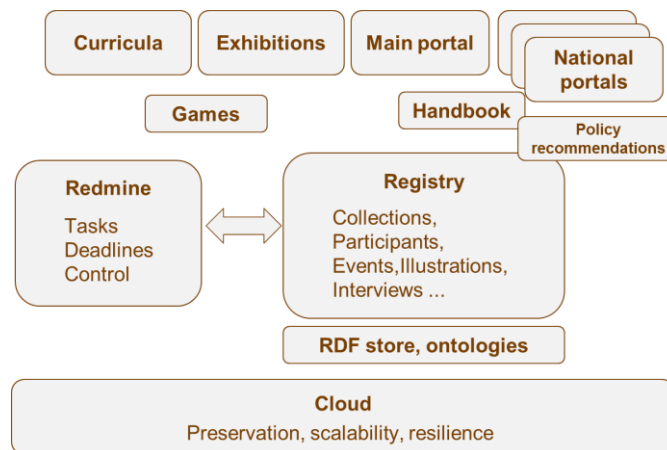 Curricula
Exhibitions
Main portal
National
portals
Games
Handbook
Policy
recommendations
Redmine
Tasks
Deadlines
Control
Registry
Collections,
Participants,
Events,Illustrations,
Interviews ...
RDF store, ontologies
Cloud
Preservation, scalability, resilience